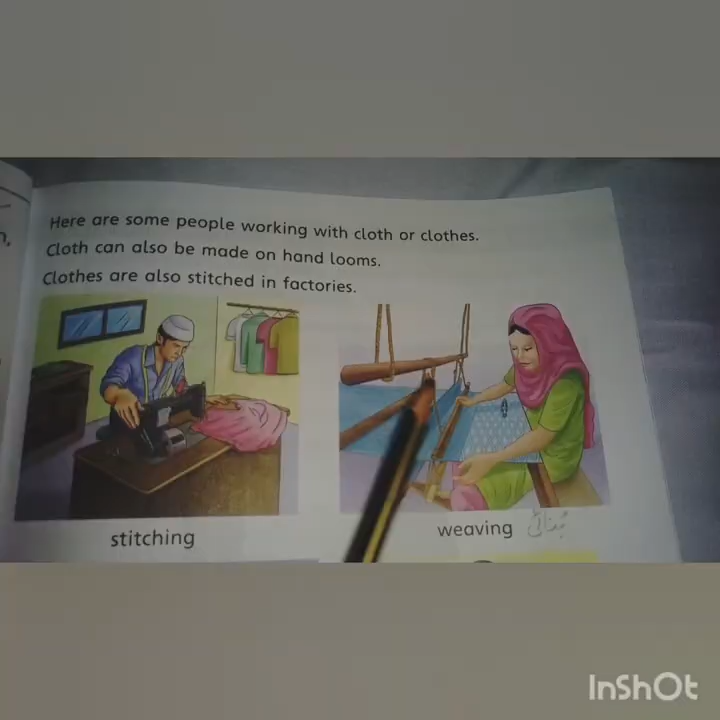 Here are some people working with cloth or clothes.
Cloth can also be made on hand looms.
Clothes are also stitched in factories.
stitching
weaving بُنائی
InShOt